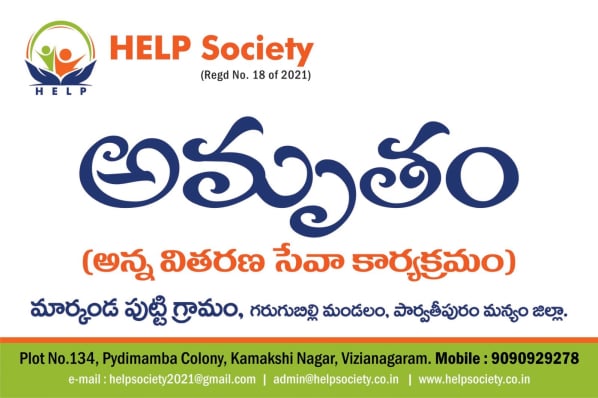 HELP
HELP Society
(Regd No. 18 of 2021)
అమృతం
(అన్న వితరణ సేవా కార్యక్రమం)
మార్కండ పుట్టి గ్రామం, గరుగుబిల్లి మండలం, పార్వతీపురం మన్యం జిల్లా.
Plot No.134, Pydimamba Colony, Kamakshi Nagar, Vizianagaram. Mobile : 9090929278
e-mail : helpsociety2021@gmail.com | admin@helpsociety.co.in | www.helpsociety.co.in